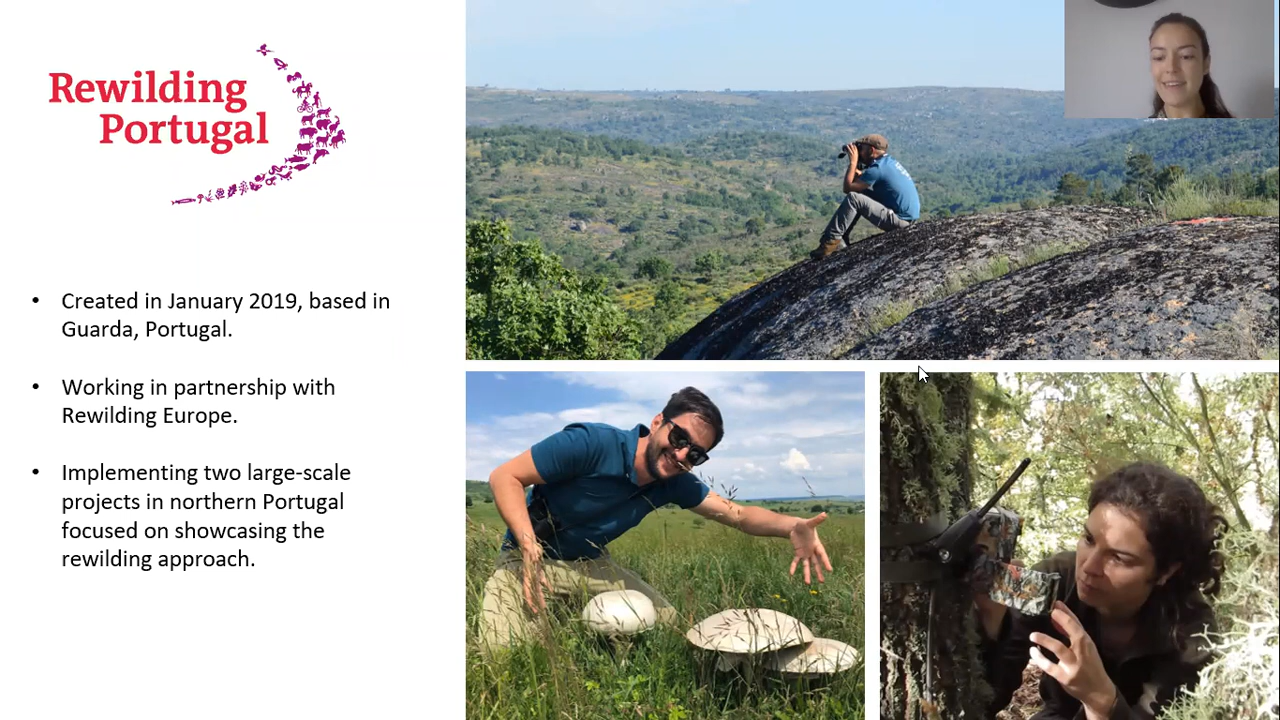 Rewilding
Portugal
• Created in January 2019, based in
Guarda, Portugal.
• Working in partnership with
Rewilding Europe.
• Implementing two large-scale
projects in northern Portugal
focused on showcasing the
rewilding approach.